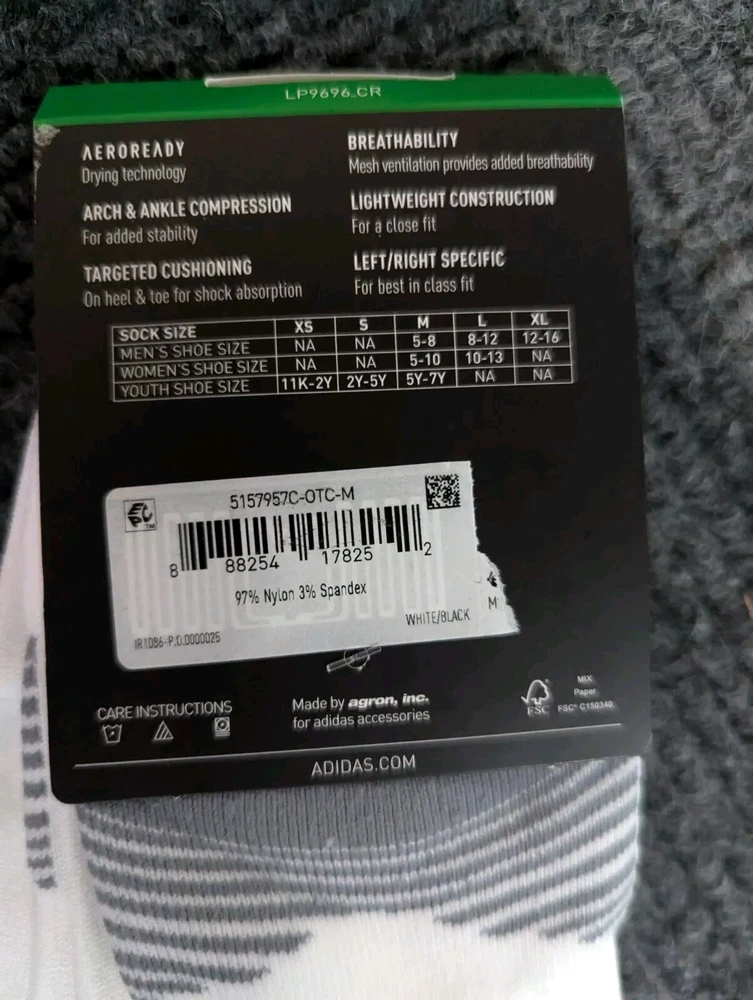 LP9696_CR
AEROREADY
Drying technology
ARCH & ANKLE COMPRESSION
For added stability
TARGETED CUSHIONING
On heel & toe for shock absorption
BREATHABILITY
Mesh ventilation provides added breathability
LIGHTWEIGHT CONSTRUCTION
For a close fit
LEFT/RIGHT SPECIFIC
For best in class fit
SOCK SIZE XS S M L XL
MEN'S SHOE SIZE NA NA 5-8 8-12 12-16
WOMEN'S SHOE SIZE NA NA 5-10 10-13 NA
YOUTH SHOE SIZE 11K-2Y 2Y-5Y 5Y-7Y NA NA
EPC TM
5157957C-OTC-M
8 88254 17825 2
97% Nylon 3% Spandex
M
WHITE/BLACK
IR1086-P.O.0000025
CARE INSTRUCTIONS
Made by agron, inc.
for adidas accessories
FSC
MIX
Paper
FSC® C150340
ADIDAS.COM